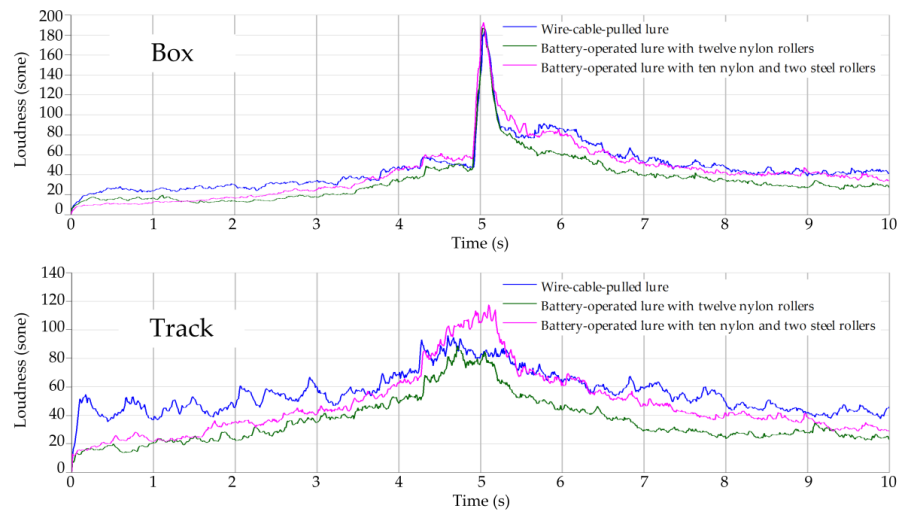 200
180
160
140
120
100
80
60
40
20
0
Loudness (sone)
Box
Wire-cable-pulled lure
Battery-operated lure with twelve nylon rollers
Battery-operated lure with ten nylon and two steel rollers
0 1 2 3 4 5 6 7 8 9 10
Time (s)
140
120
100
80
60
40
20
0
Loudness (sone)
Track
Wire-cable-pulled lure
Battery-operated lure with twelve nylon rollers
Battery-operated lure with ten nylon and two steel rollers
0 1 2 3 4 5 6 7 8 9 10
Time (s)